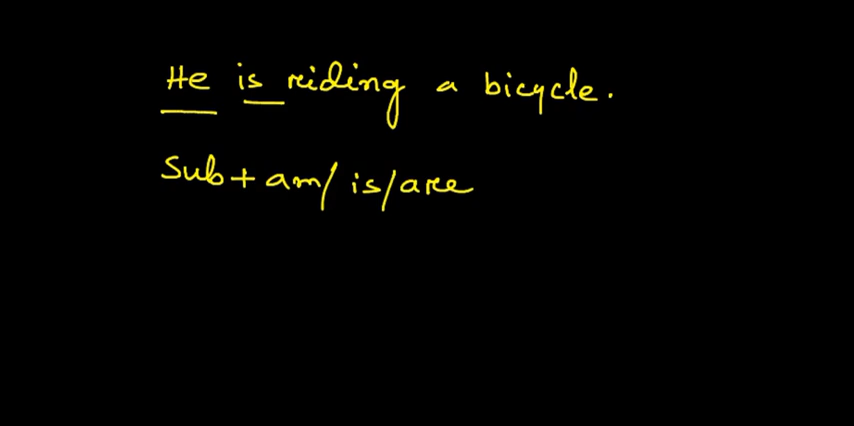 He is riding a bicycle.
Sub + am/ is/are